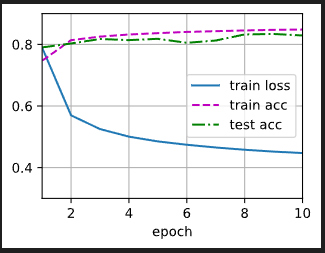 0.8
0.6
0.4
train loss
train acc
test acc
2 4 6 8 10
epoch